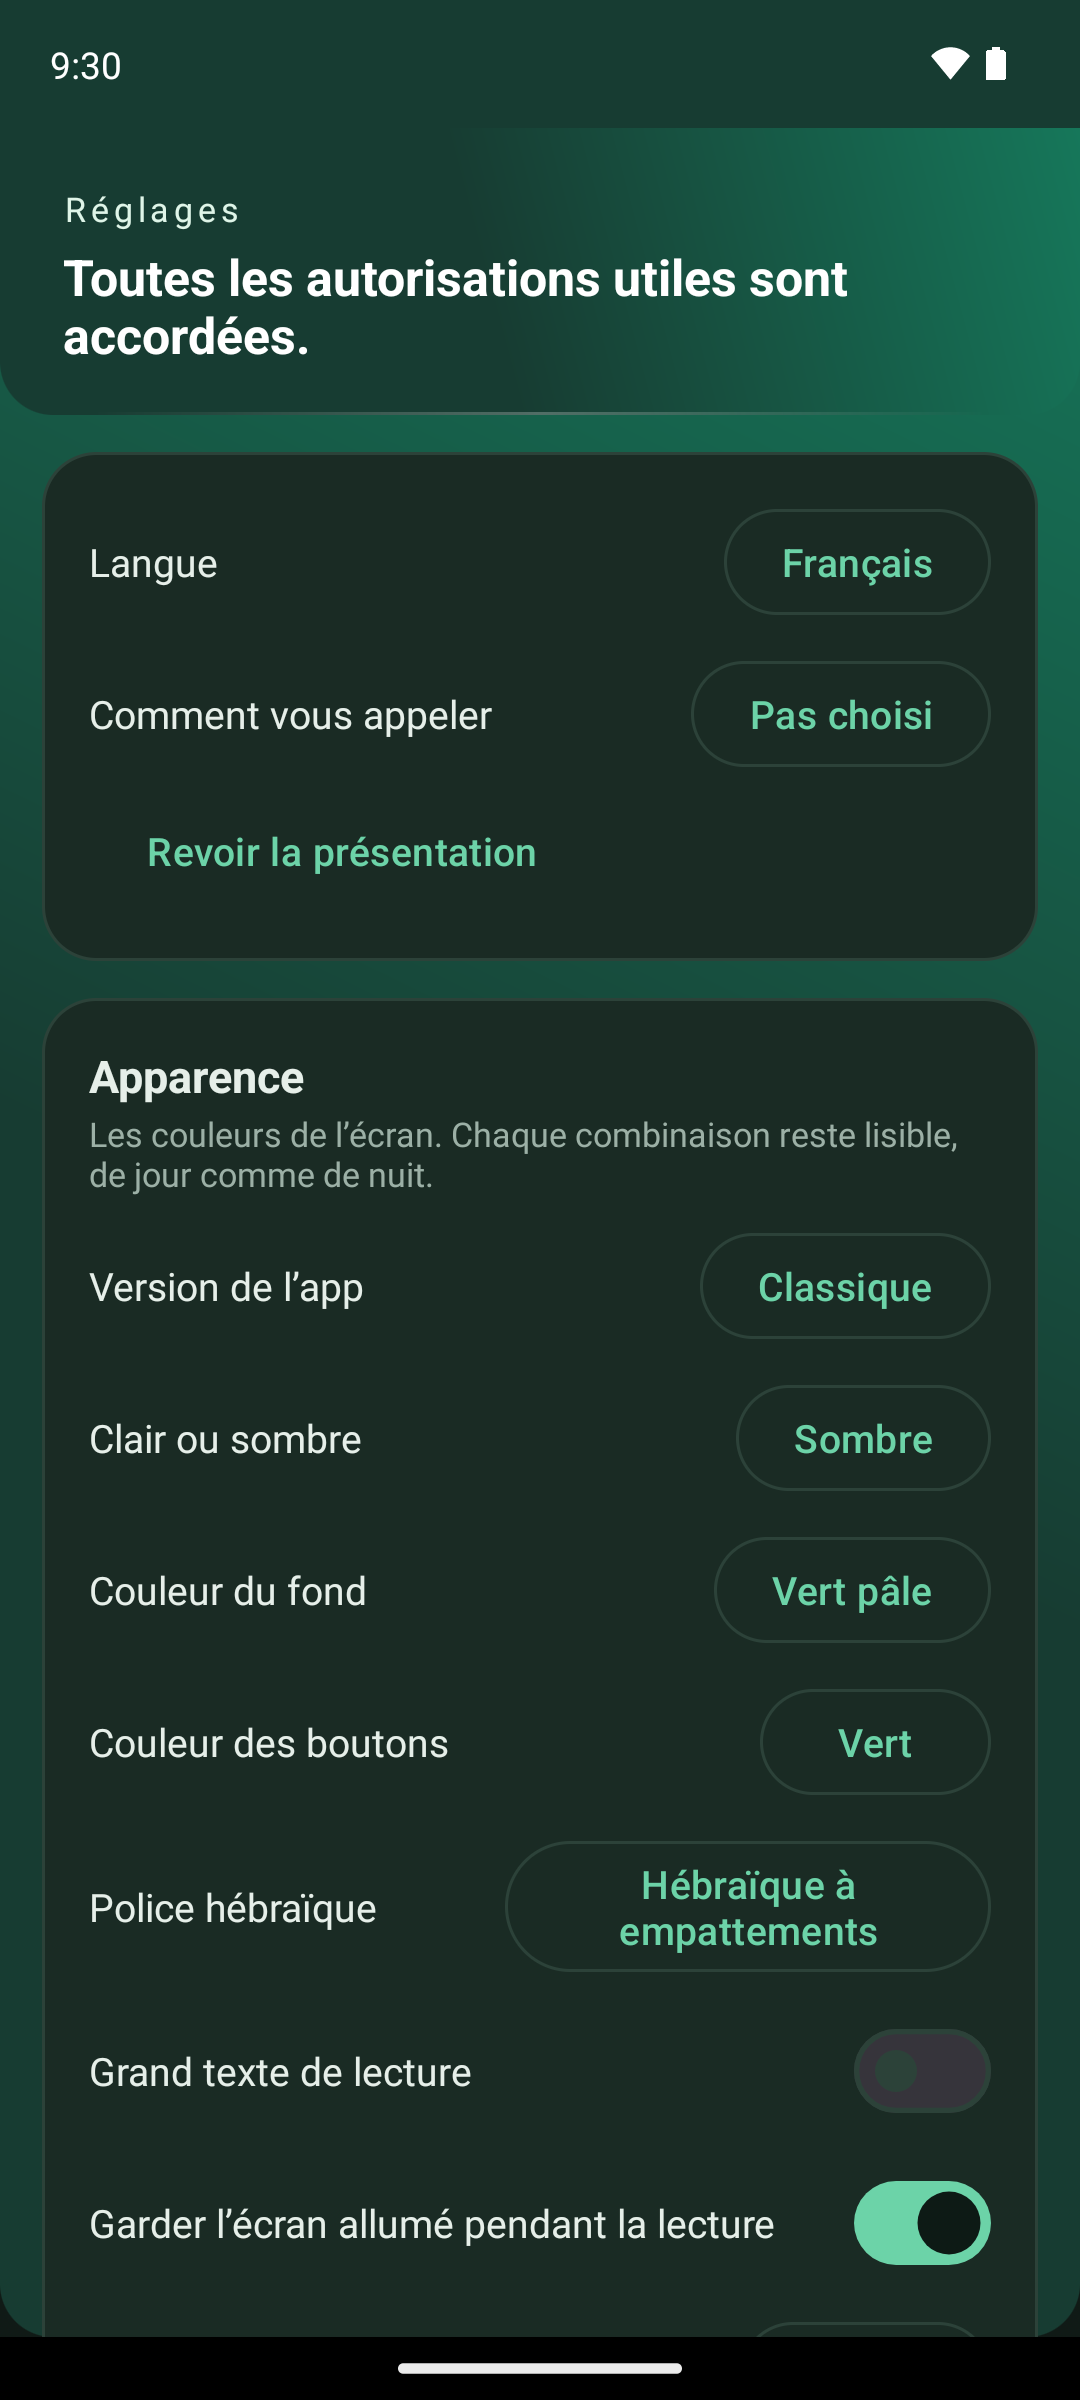 9:30
Réglages
Toutes les autorisations utiles sont
accordées.
Langue
Français
Comment vous appeler
Pas choisi
Revoir la présentation
Apparence
Les couleurs de l’écran. Chaque combinaison reste lisible,
de jour comme de nuit.
Version de l’app
Classique
Clair ou sombre
Sombre
Couleur du fond
Vert pâle
Couleur des boutons
Vert
Police hébraïque
Hébraïque à
empattements
Grand texte de lecture
Garder l’écran allumé pendant la lecture